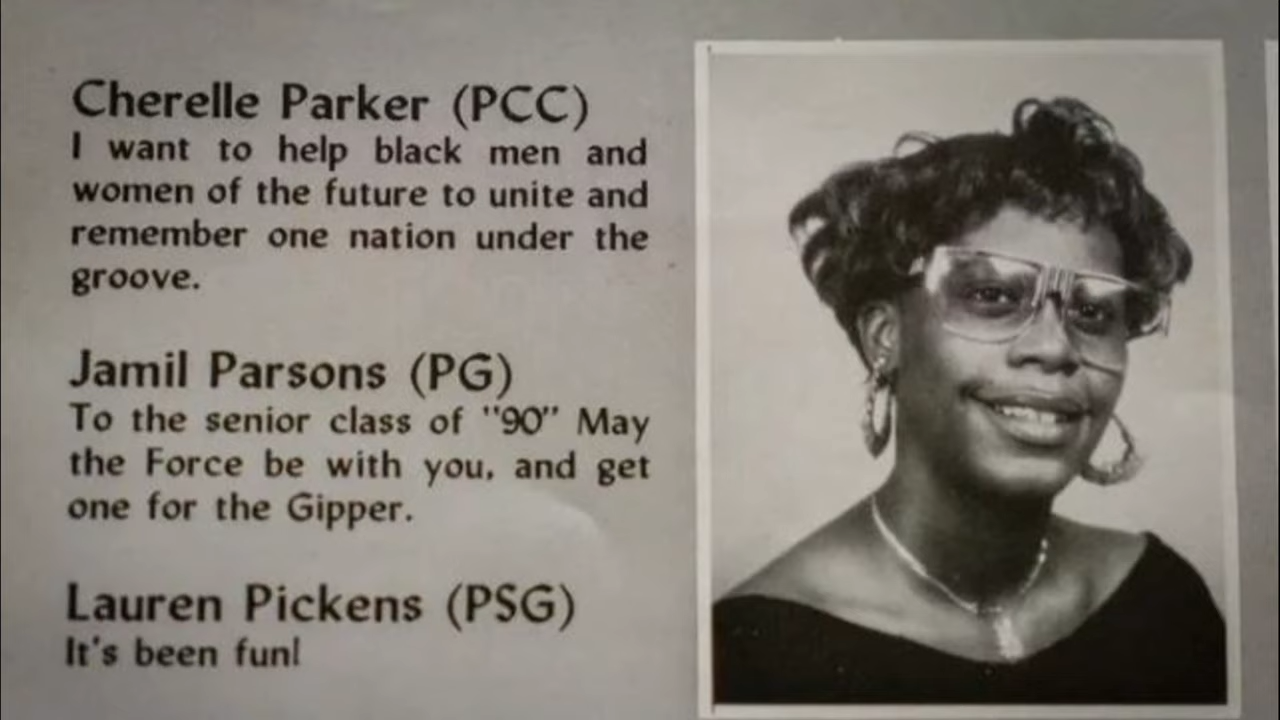 Cherelle Parker (PCC)
I want to help black men and
women of the future to unite and
remember one nation under the
groove.
Jamil Parsons (PG)
To the senior class of "90" May
the Force be with you, and get
one for the Gipper.
Lauren Pickens (PSG)
It's been fun!